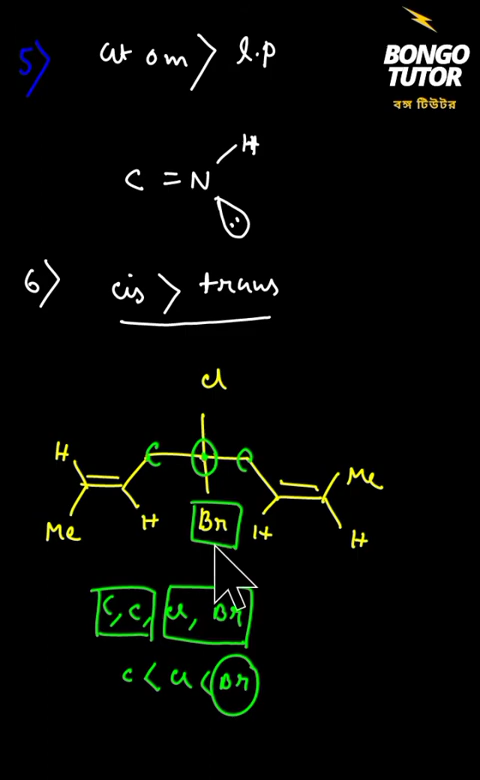 5) atom > l.p
BONGO
TUTOR
বঙ্গ টিউটর
H
C = N
6) cis > trans
Cl
H
C
C
Me
Me
H
Br
H
H
C, C, Cl, Br
C < Cl < Br